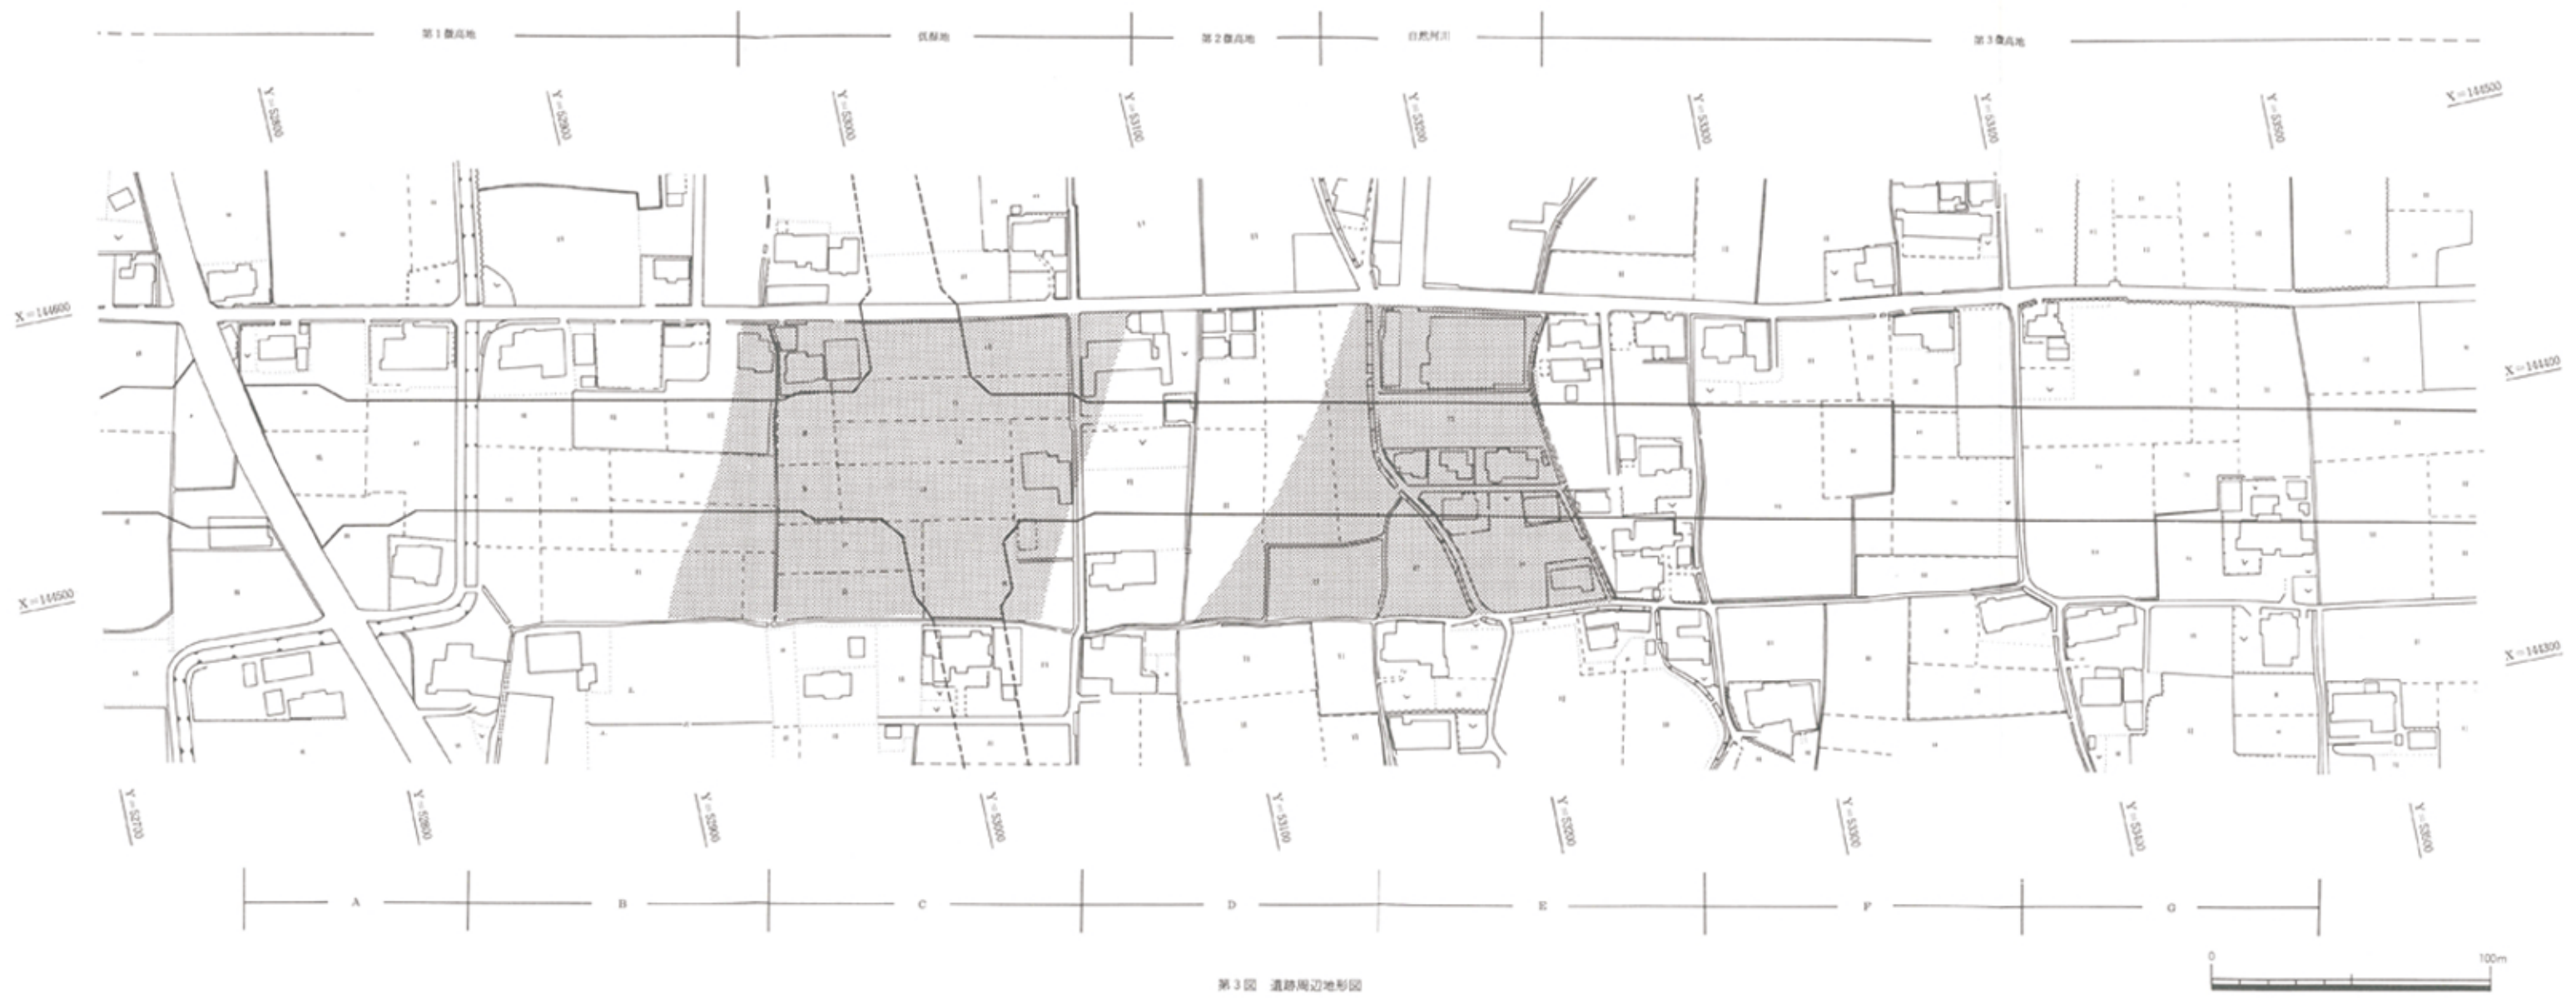 第1微高地 低湿地 第2微高地 自然河川 第3微高地
Y=52800 Y=52900 Y=53000 Y=53100 Y=53200 Y=53300 Y=53400 Y=53500 X=144500
X=144600
X=144400
X=144500
X=144300
Y=52700 Y=52800 Y=52900 Y=53000 Y=53100 Y=53200 Y=53300 Y=53400 Y=53500
A B C D E F G
0 100m
第3図 遺跡周辺地形図